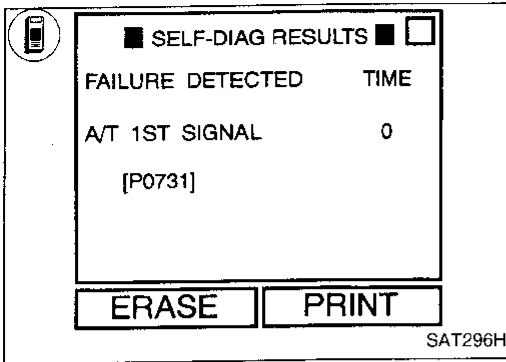 SELF-DIAG RESULTS
FAILURE DETECTED TIME
A/T 1ST SIGNAL 0
[P0731]
ERASE PRINT
SAT296H